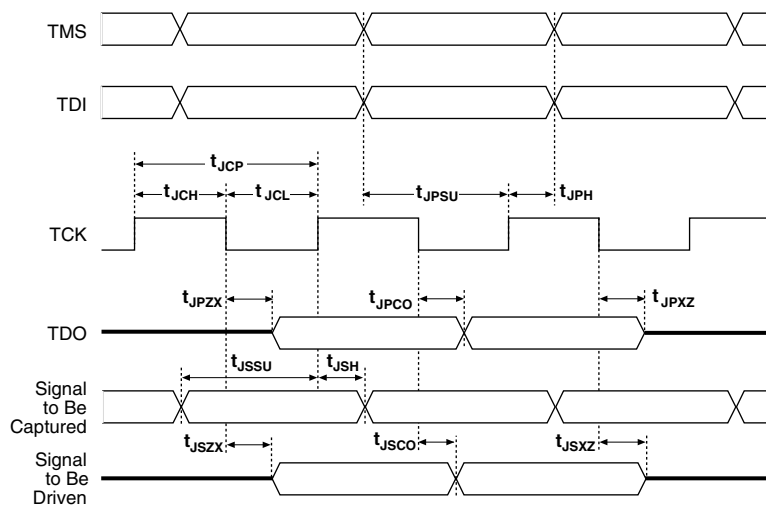 TMS
TDI
tJCP
tJCH
tJCL
tJPSU
tJPH
TCK
tJPZX
tJPCO
tJPXZ
TDO
tJSSU
tJSH
Signal
to Be
Captured
tJSZX
tJSCO
tJSXZ
Signal
to Be
Driven